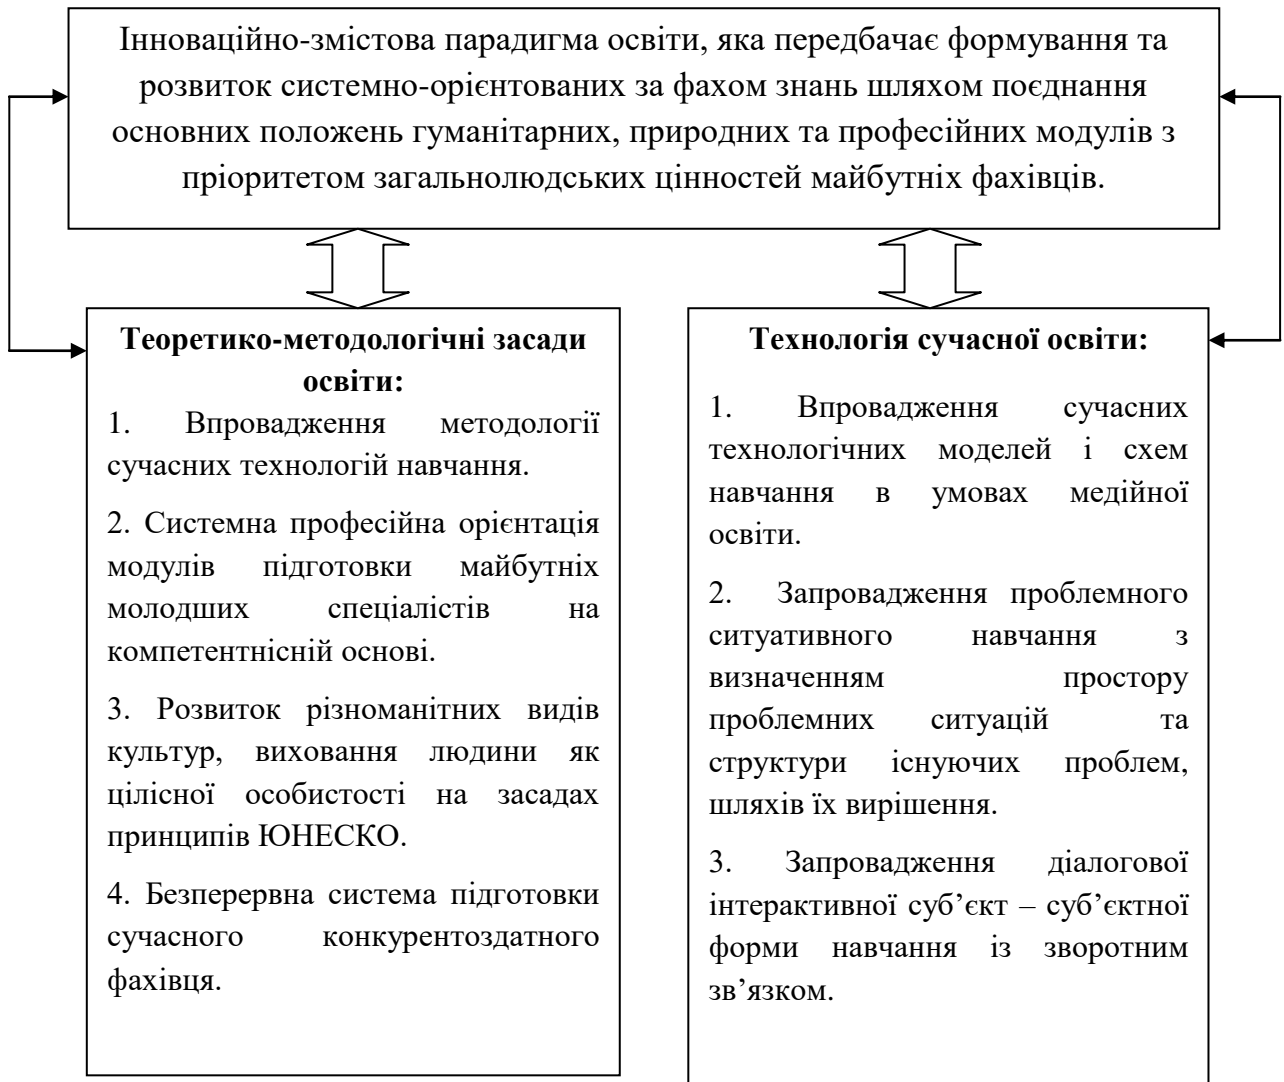 Інноваційно-змістова парадигма освіти, яка передбачає формування та
розвиток системно-орієнтованих за фахом знань шляхом поєднання
основних положень гуманітарних, природних та професійних модулів з
пріоритетом загальнолюдських цінностей майбутніх фахівців.
Теоретико-методологічні засади
освіти:
1. Впровадження методології
сучасних технологій навчання.
2. Системна професійна орієнтація
модулів підготовки майбутніх
молодших спеціалістів на
компетентнісній основі.
3. Розвиток різноманітних видів
культур, виховання людини як
цілісної особистості на засадах
принципів ЮНЕСКО.
4. Безперервна система підготовки
сучасного конкурентоздатного
фахівця.
Технологія сучасної освіти:
1. Впровадження сучасних
технологічних моделей і схем
навчання в умовах медійної
освіти.
2. Запровадження проблемного
ситуативного навчання з
визначенням простору
проблемних ситуацій та
структури існуючих проблем,
шляхів їх вирішення.
3. Запровадження діалогової
інтерактивної суб’єкт – суб’єктної
форми навчання із зворотним
зв’язком.